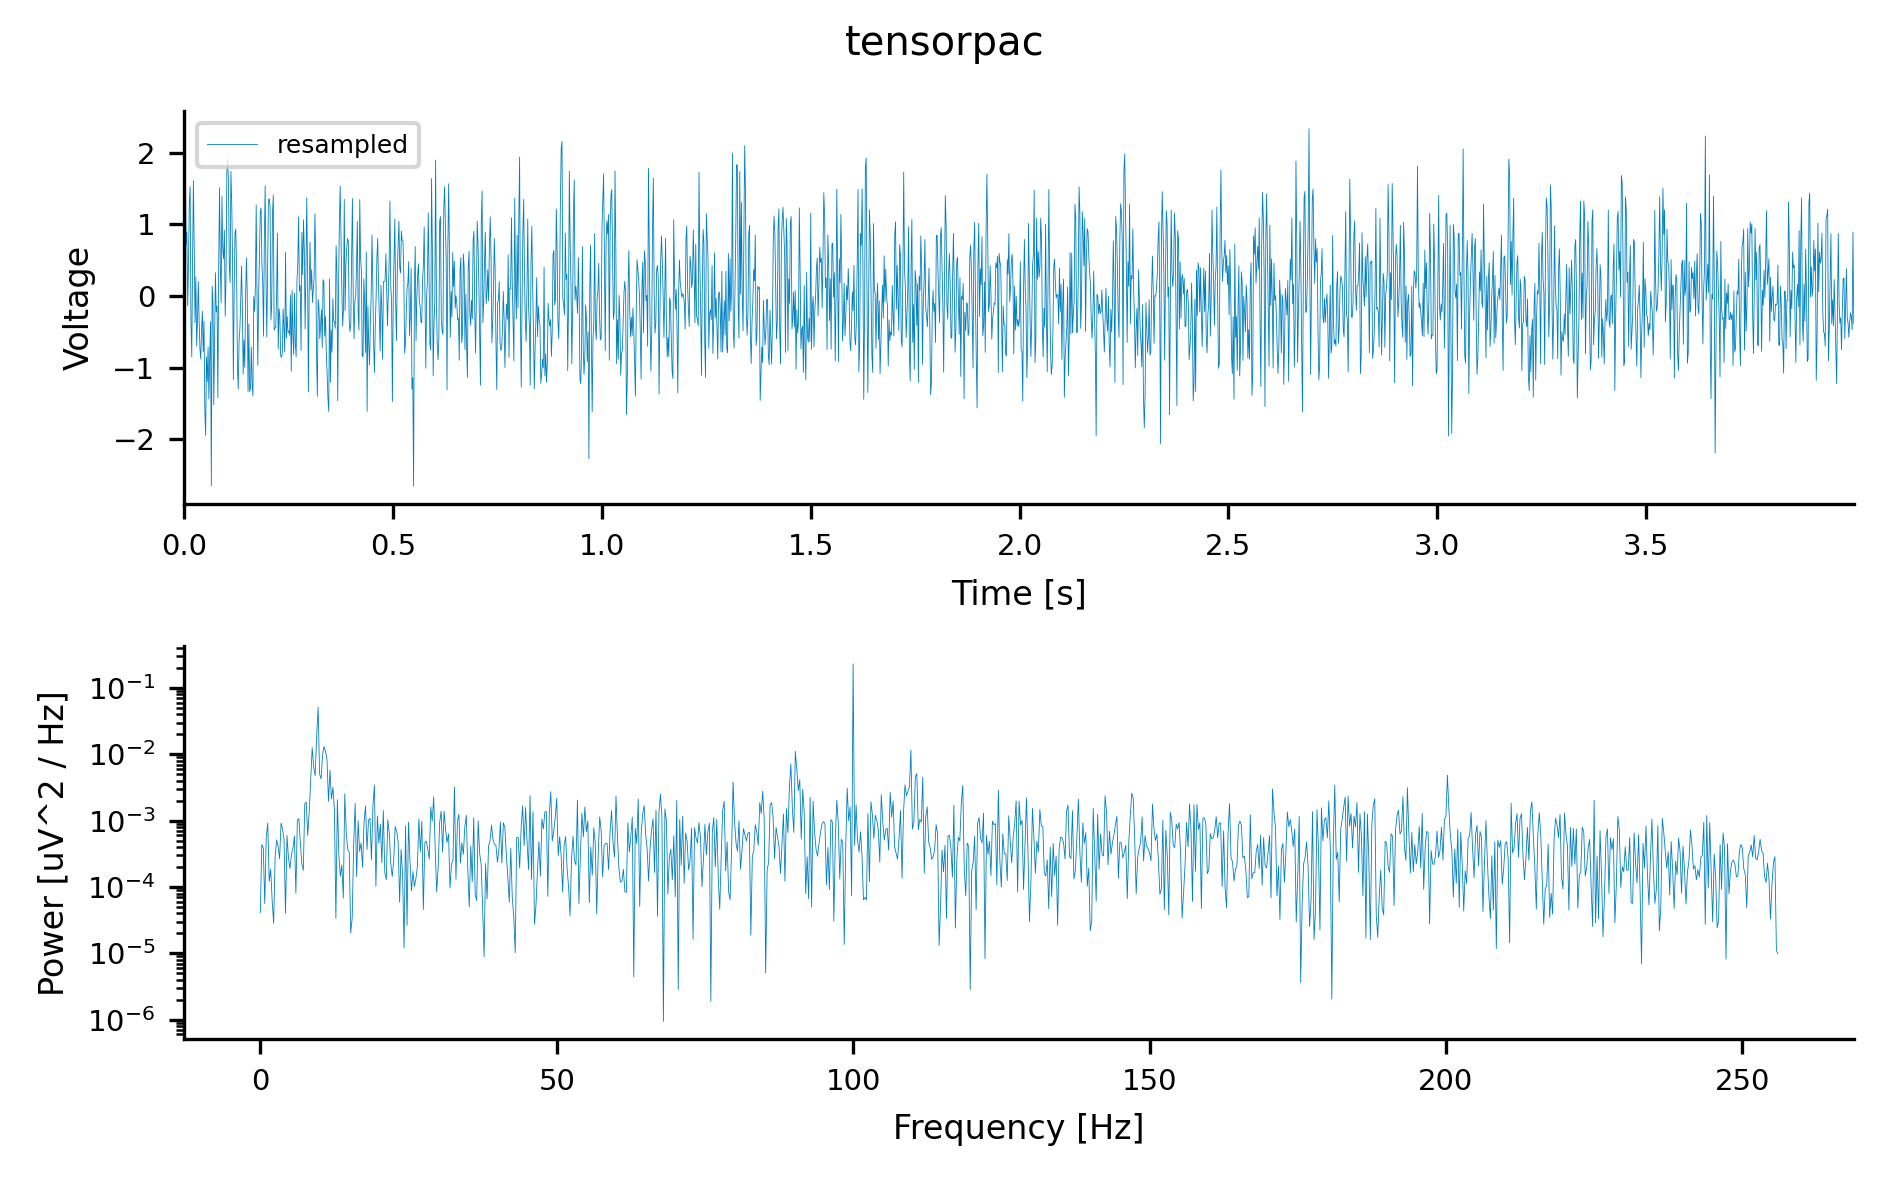 tensorpac
resampled
Voltage
2
1
0
−1
−2
0.0 0.5 1.0 1.5 2.0 2.5 3.0 3.5
Time [s]
Power [uV^2 / Hz]
10⁻¹
10⁻²
10⁻³
10⁻⁴
10⁻⁵
10⁻⁶
0 50 100 150 200 250
Frequency [Hz]